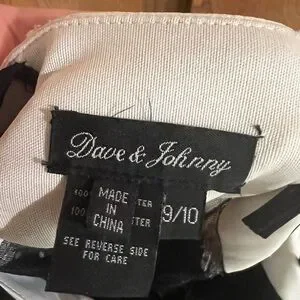 Dave & Johnny
MADE
IN
CHINA
9/10
SEE REVERSE SIDE
FOR CARE